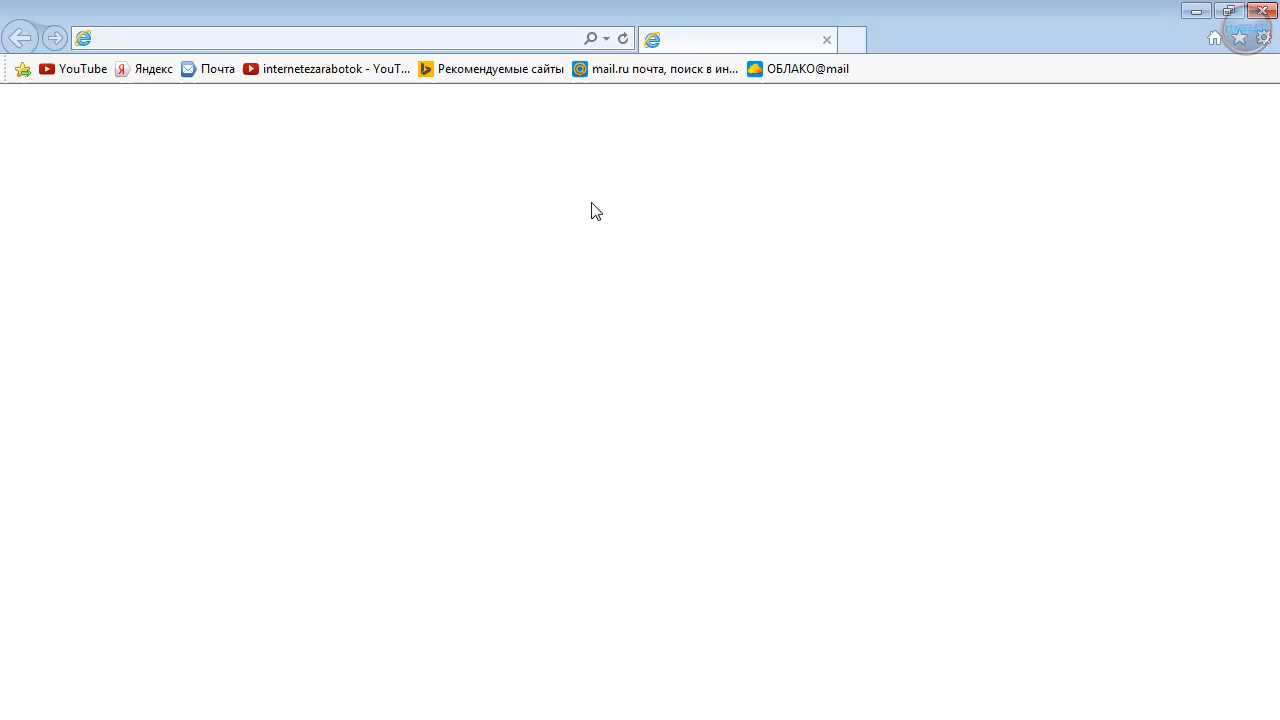 YouTube Яндекс Почта internetezarabotok - YouT... Рекомендуемые сайты mail.ru почта, поиск в ин... ОБЛАКО@mail